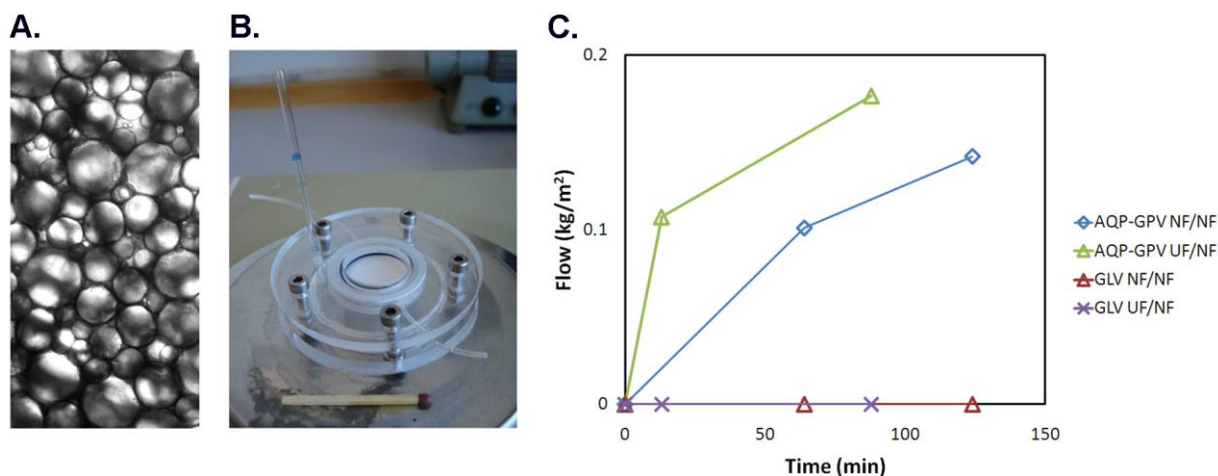 A.
B.
C.
0.2
0.1
0
Flow (kg/m²)
0
50
100
150
Time (min)
AQP-GPV NF/NF
AQP-GPV UF/NF
GLV NF/NF
GLV UF/NF